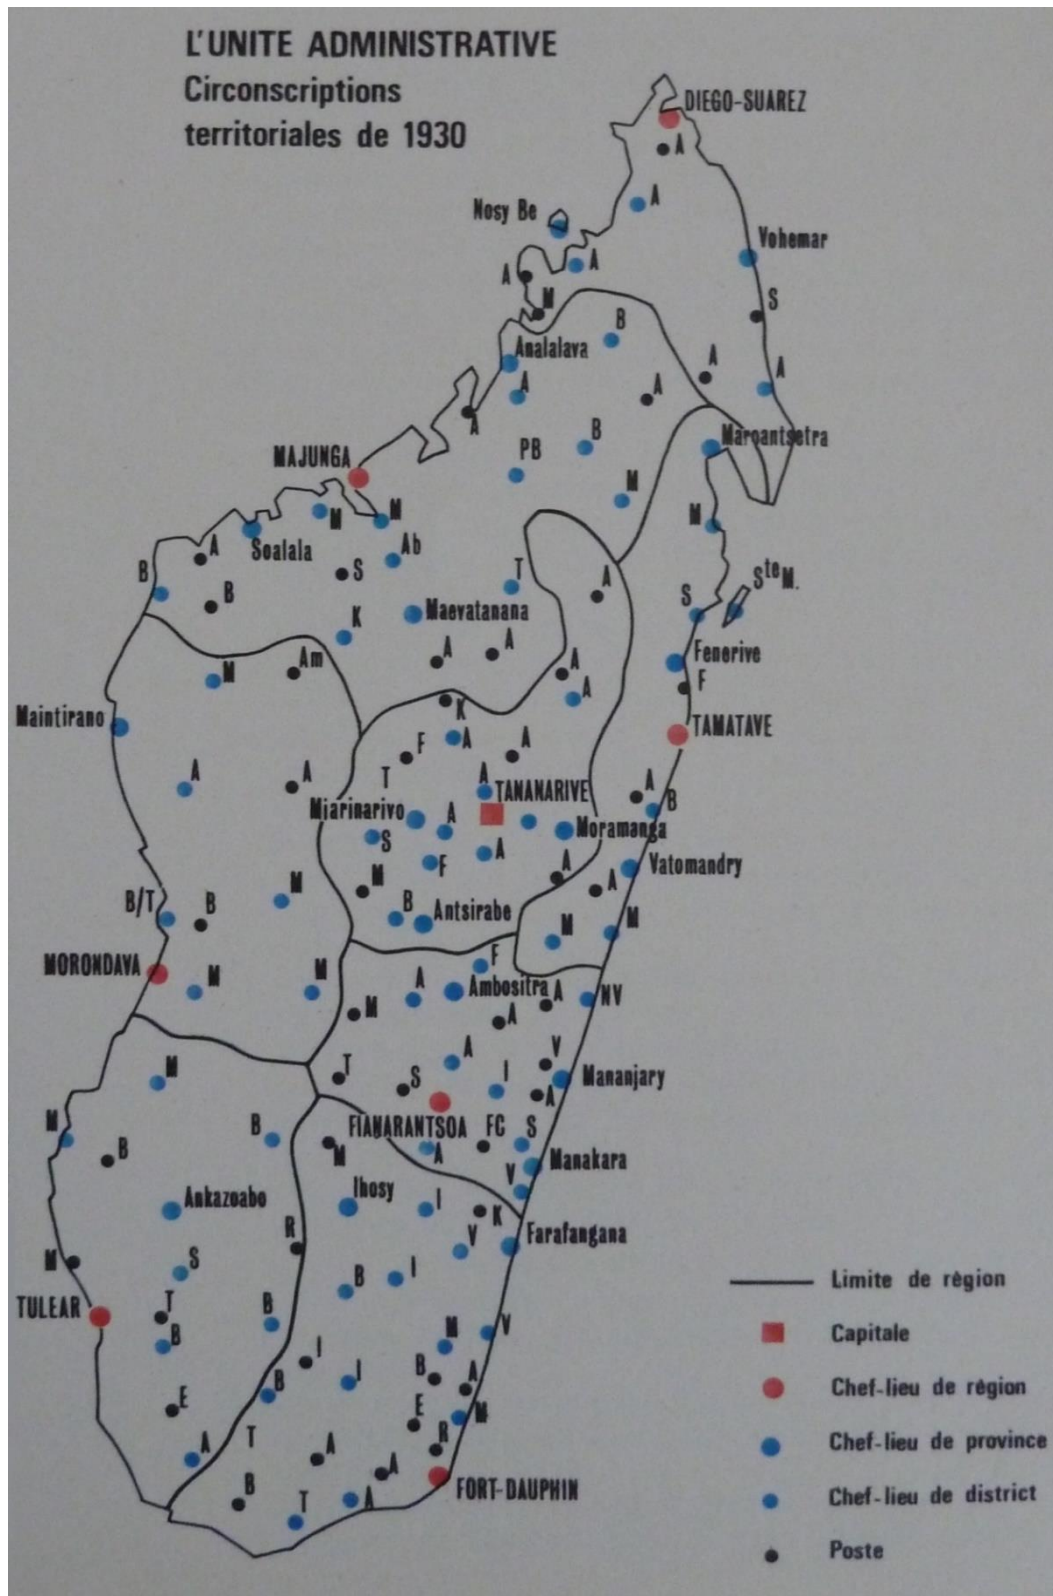 L'UNITE ADMINISTRATIVE
Circonscriptions
territoriales de 1930
DIEGO-SUAREZ
A
A
Nosy Be
Vohemar
A
A
S
M
B
Analalava
A
A
A
A
A
Maroantsetra
B
PB
MAJUNGA
M
M
M
M
Soalala
A
Ab
S
B
T
A
Ste M.
B
S
Maevatanana
K
Fenerive
A
A
Am
A
F
M
A
K
Maintirano
TAMATAVE
A
F
A
T
A
A
A
TANANARIVE
A
B
Miarinarivo
A
Moramanga
S
A
F
Vatomandry
A
M
A
M
B/T
B
B
Antsirabe
M
M
F
MORONDAVA
M
M
A
Ambositra
A
NV
M
A
A
V
T
I
M
S
Mananjary
A
M
FIANARANTSOA
FC
S
B
B
M
A
Manakara
V
Ihosy
Ankazoabo
I
K
R
V
Farafangana
M
S
B
I
TULEAR
T
B
B
M
V
I
B
I
B
A
E
E
M
T
R
A
A
A
B
T
A
FORT-DAUPHIN
Limite de règion
Capitale
Chef-lieu de règion
Chef-lieu de province
Chef-lieu de district
Poste